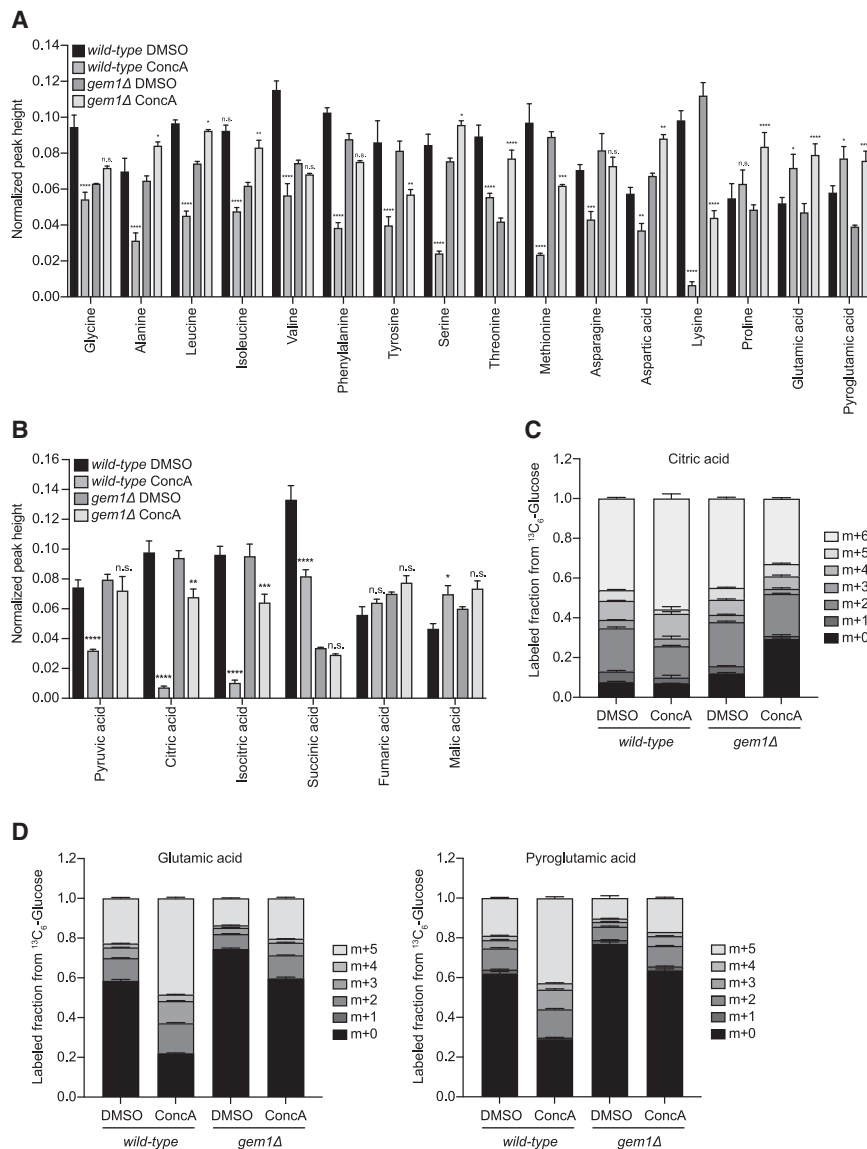 A
Normalized peak height
0.14
0.12
0.10
0.08
0.06
0.04
0.02
0.00
wild-type DMSO
wild-type ConcA
gem1Δ DMSO
gem1Δ ConcA
**** n.s.
**** *
**** *
**** **
**** n.s.
**** n.s.
**** **
**** *
**** ****
**** ***
*** n.s.
** **
**** ****
n.s. ****
* ****
*
Glycine
Alanine
Leucine
Isoleucine
Valine
Phenylalanine
Tyrosine
Serine
Threonine
Methionine
Asparagine
Aspartic acid
Lysine
Proline
Glutamic acid
Pyroglutamic acid
B
Normalized peak height
0.16
0.14
0.12
0.10
0.08
0.06
0.04
0.02
0.00
wild-type DMSO
wild-type ConcA
gem1Δ DMSO
gem1Δ ConcA
**** n.s.
**** **
**** ***
**** n.s.
n.s. n.s.
* n.s.
Pyruvic acid
Citric acid
Isocitric acid
Succinic acid
Fumaric acid
Malic acid
C
Citric acid
Labeled fraction from ¹³C₆-Glucose
1.2
1.0
0.8
0.6
0.4
0.2
0.0
m+6
m+5
m+4
m+3
m+2
m+1
m+0
DMSO ConcA DMSO ConcA
wild-type gem1Δ
D
Glutamic acid
Labeled fraction from ¹³C₆-Glucose
1.2
1.0
0.8
0.6
0.4
0.2
0.0
m+5
m+4
m+3
m+2
m+1
m+0
DMSO ConcA DMSO ConcA
wild-type gem1Δ
Pyroglutamic acid
Labeled fraction from ¹³C₆-Glucose
1.2
1.0
0.8
0.6
0.4
0.2
0.0
m+5
m+4
m+3
m+2
m+1
m+0
DMSO ConcA DMSO ConcA
wild-type gem1Δ